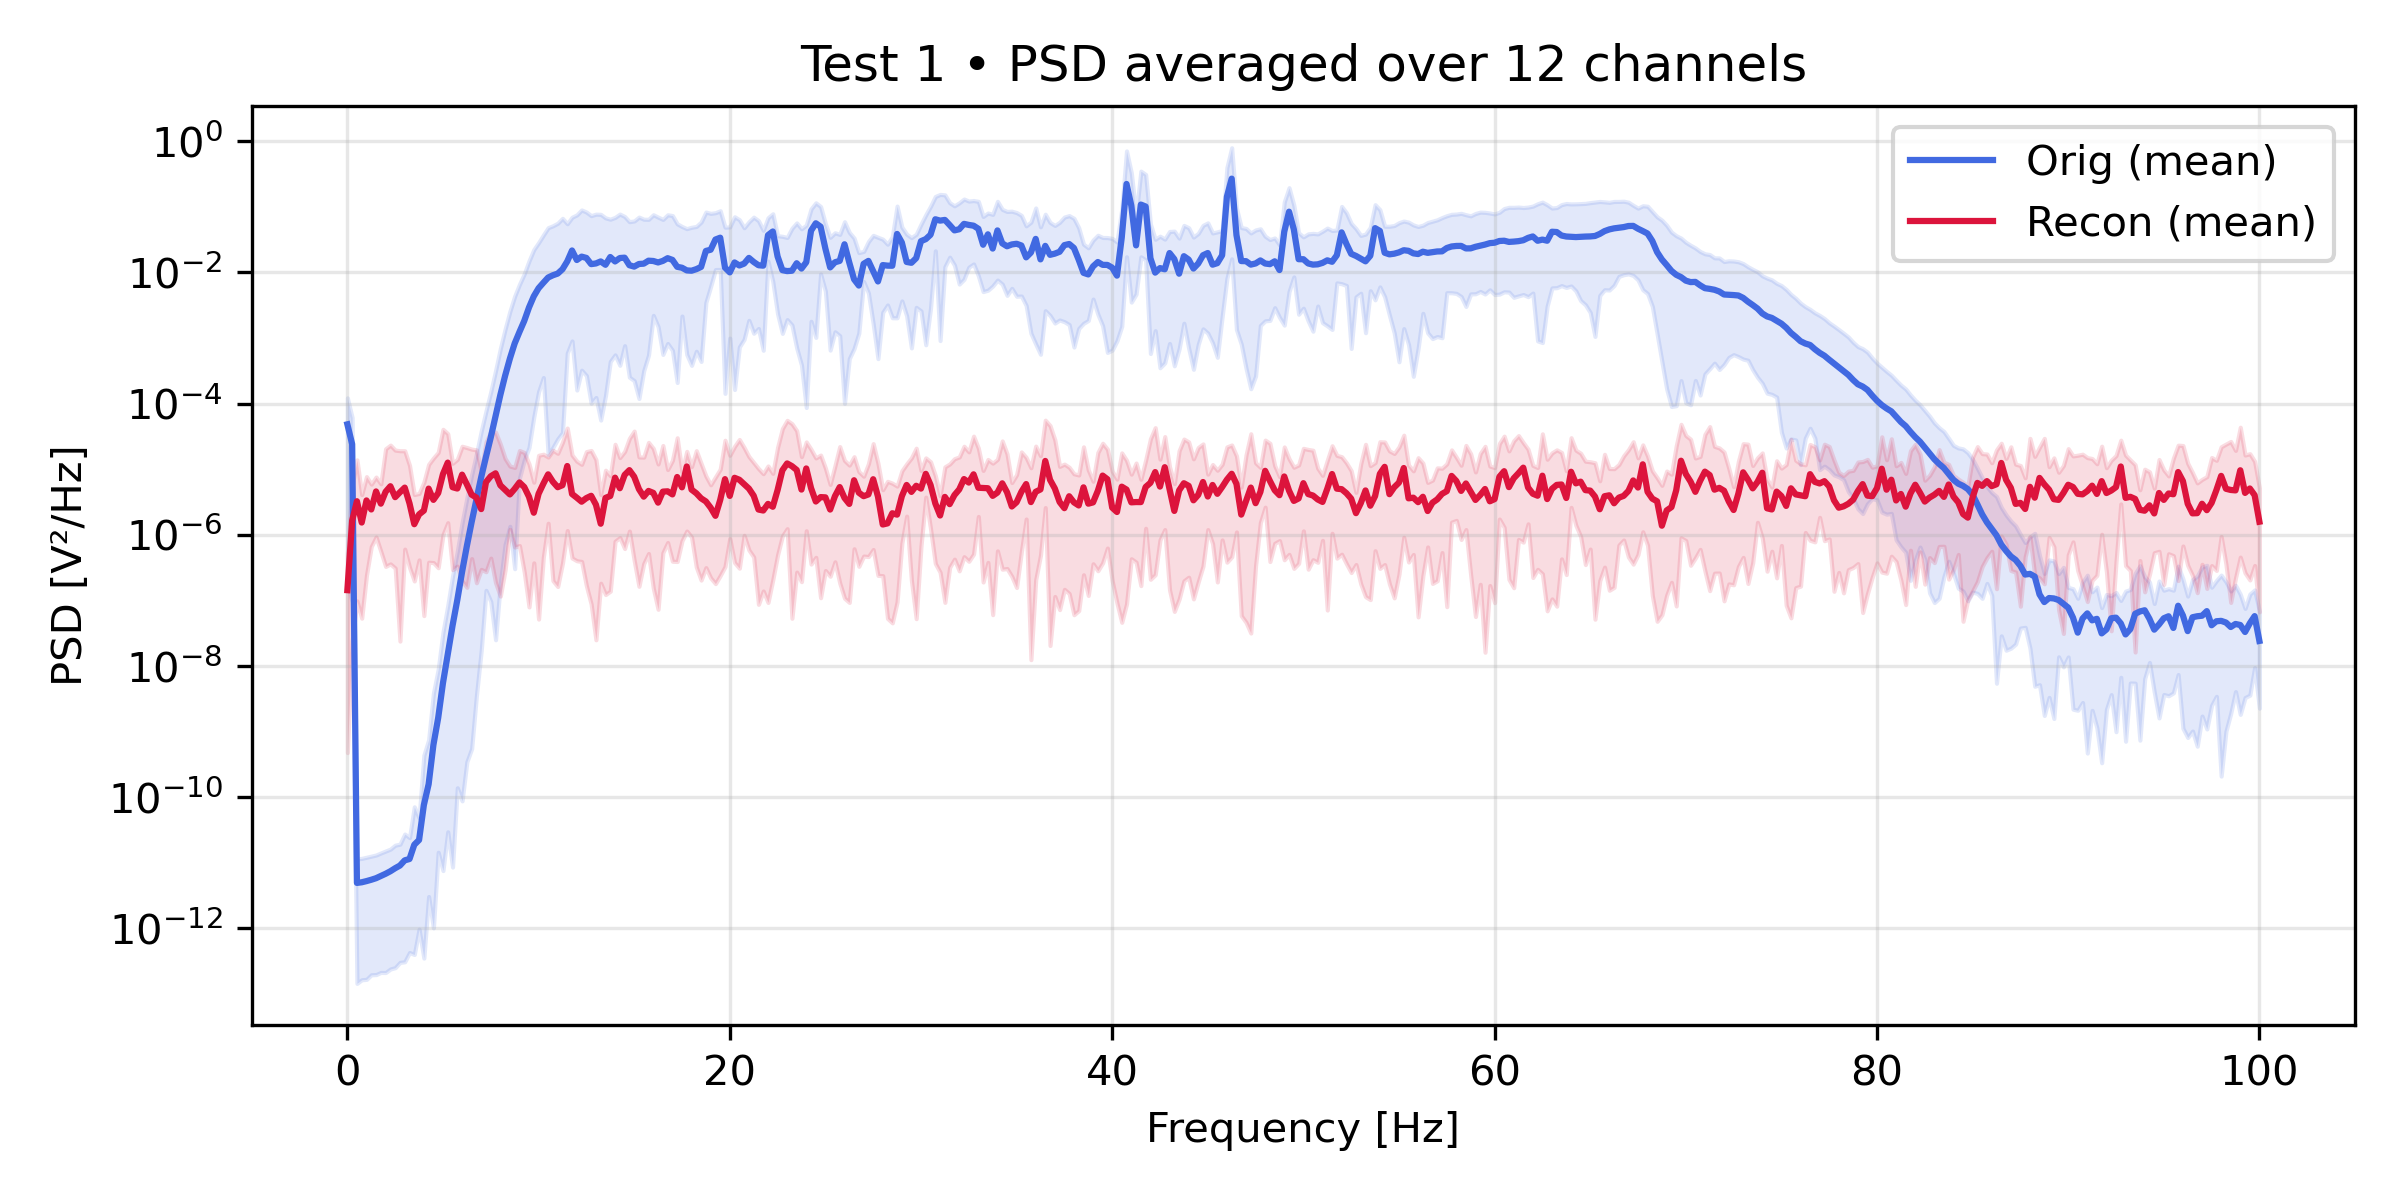 Test 1 • PSD averaged over 12 channels
10⁰
10⁻²
10⁻⁴
10⁻⁶
10⁻⁸
10⁻¹⁰
10⁻¹²
PSD [V²/Hz]
Orig (mean)
Recon (mean)
0 20 40 60 80 100
Frequency [Hz]